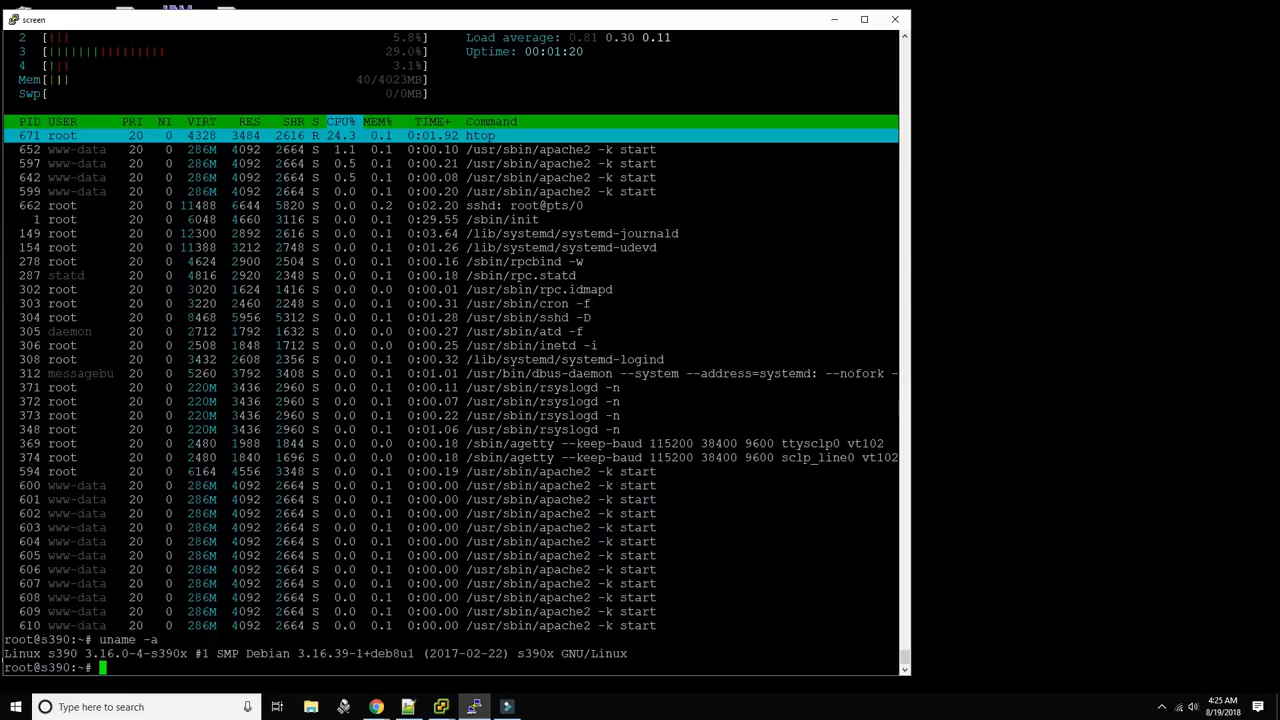 screen
2 [||| 5.8%] Load average: 0.81 0.30 0.11
3 [||||||||||||||||| 29.0%] Uptime: 00:01:20
4 [||| 3.1%]
Mem[||| 40/4023MB]
Swp[ 0/0MB]
PID USER PRI NI VIRT RES SHR S CPU% MEM% TIME+ Command
671 root 20 0 4328 3484 2616 R 24.3 0.1 0:01.92 htop
652 www-data 20 0 286M 4092 2664 S 1.1 0.1 0:00.10 /usr/sbin/apache2 -k start
597 www-data 20 0 286M 4092 2664 S 0.5 0.1 0:00.21 /usr/sbin/apache2 -k start
642 www-data 20 0 286M 4092 2664 S 0.5 0.1 0:00.08 /usr/sbin/apache2 -k start
599 www-data 20 0 286M 4092 2664 S 0.0 0.1 0:00.20 /usr/sbin/apache2 -k start
662 root 20 0 11488 6644 5820 S 0.0 0.2 0:02.20 sshd: root@pts/0
1 root 20 0 6048 4660 3116 S 0.0 0.1 0:29.55 /sbin/init
149 root 20 0 12300 2892 2616 S 0.0 0.1 0:03.64 /lib/systemd/systemd-journald
154 root 20 0 11388 3212 2748 S 0.0 0.1 0:01.26 /lib/systemd/systemd-udevd
278 root 20 0 4624 2900 2504 S 0.0 0.1 0:00.16 /sbin/rpcbind -w
287 statd 20 0 4816 2920 2348 S 0.0 0.1 0:00.16 /sbin/rpc.statd
302 root 20 0 3020 1624 1416 S 0.0 0.0 0:00.01 /usr/sbin/rpc.idmapd
303 root 20 0 3220 2460 2248 S 0.0 0.1 0:00.31 /usr/sbin/cron -f
304 root 20 0 8468 5956 5312 S 0.0 0.1 0:01.28 /usr/sbin/sshd -D
305 daemon 20 0 2712 1792 1632 S 0.0 0.0 0:00.27 /usr/sbin/atd -f
306 root 20 0 2508 1848 1712 S 0.0 0.0 0:00.25 /usr/sbin/inetd -i
308 root 20 0 3432 2608 2356 S 0.0 0.1 0:00.32 /lib/systemd/systemd-logind
312 messagebu 20 0 5260 3792 3408 S 0.0 0.1 0:01.01 /usr/bin/dbus-daemon --system --address=systemd: --nofork -
371 root 20 0 220M 3436 2960 S 0.0 0.1 0:00.11 /usr/sbin/rsyslogd -n
372 root 20 0 220M 3436 2960 S 0.0 0.1 0:00.07 /usr/sbin/rsyslogd -n
373 root 20 0 220M 3436 2960 S 0.0 0.1 0:00.22 /usr/sbin/rsyslogd -n
348 root 20 0 220M 3436 2960 S 0.0 0.1 0:01.06 /usr/sbin/rsyslogd -n
369 root 20 0 2480 1988 1844 S 0.0 0.0 0:00.18 /sbin/agetty --keep-baud 115200 38400 9600 ttysclp0 vt102
374 root 20 0 2480 1840 1696 S 0.0 0.0 0:00.18 /sbin/agetty --keep-baud 115200 38400 9600 sclp_line0 vt102
594 root 20 0 6164 4556 3348 S 0.0 0.1 0:00.19 /usr/sbin/apache2 -k start
600 www-data 20 0 286M 4092 2664 S 0.0 0.1 0:00.00 /usr/sbin/apache2 -k start
601 www-data 20 0 286M 4092 2664 S 0.0 0.1 0:00.00 /usr/sbin/apache2 -k start
602 www-data 20 0 286M 4092 2664 S 0.0 0.1 0:00.00 /usr/sbin/apache2 -k start
603 www-data 20 0 286M 4092 2664 S 0.0 0.1 0:00.00 /usr/sbin/apache2 -k start
604 www-data 20 0 286M 4092 2664 S 0.0 0.1 0:00.00 /usr/sbin/apache2 -k start
605 www-data 20 0 286M 4092 2664 S 0.0 0.1 0:00.00 /usr/sbin/apache2 -k start
606 www-data 20 0 286M 4092 2664 S 0.0 0.1 0:00.00 /usr/sbin/apache2 -k start
607 www-data 20 0 286M 4092 2664 S 0.0 0.1 0:00.00 /usr/sbin/apache2 -k start
608 www-data 20 0 286M 4092 2664 S 0.0 0.1 0:00.00 /usr/sbin/apache2 -k start
609 www-data 20 0 286M 4092 2664 S 0.0 0.1 0:00.00 /usr/sbin/apache2 -k start
610 www-data 20 0 286M 4092 2664 S 0.0 0.1 0:00.00 /usr/sbin/apache2 -k start
root@s390:~# uname -a
Linux s390 3.16.0-4-s390x #1 SMP Debian 3.16.39-1+deb8u1 (2017-02-22) s390x GNU/Linux
root@s390:~#
Type here to search
4:25 AM
8/19/2018